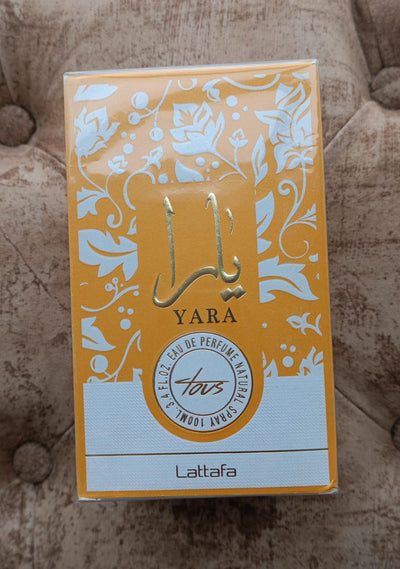 يارا
YARA
EAU DE PERFUME NATURAL SPRAY 100ML. 3.4 FL.OZ.
tous
Lattafa